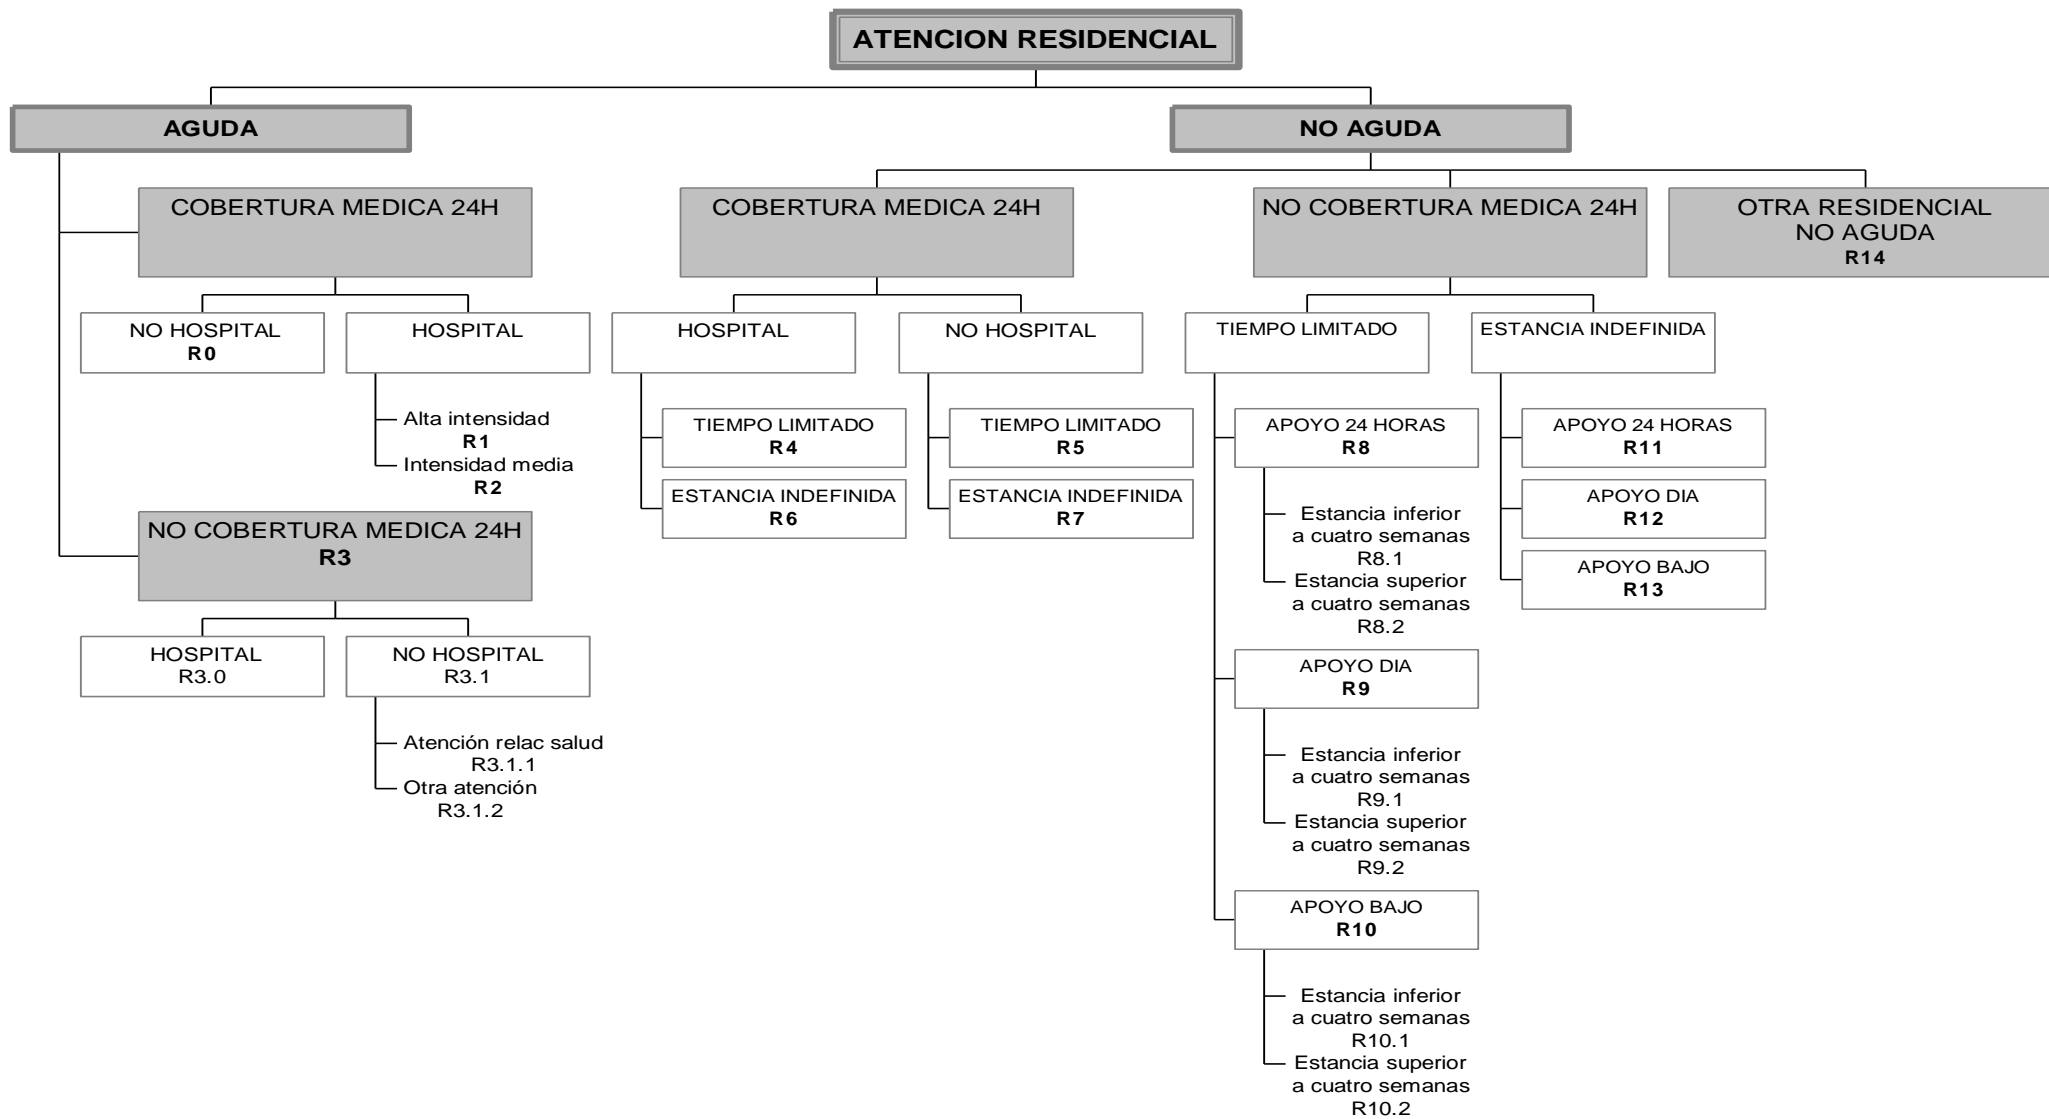 ATENCION RESIDENCIAL
AGUDA
NO AGUDA
COBERTURA MEDICA 24H
COBERTURA MEDICA 24H
NO COBERTURA MEDICA 24H
OTRA RESIDENCIAL
NO AGUDA
R14
NO HOSPITAL
R0
HOSPITAL
Alta intensidad
R1
Intensidad media
R2
NO COBERTURA MEDICA 24H
R3
HOSPITAL
R3.0
NO HOSPITAL
R3.1
Atención relac salud
R3.1.1
Otra atención
R3.1.2
HOSPITAL
TIEMPO LIMITADO
R4
ESTANCIA INDEFINIDA
R6
NO HOSPITAL
TIEMPO LIMITADO
R5
ESTANCIA INDEFINIDA
R7
TIEMPO LIMITADO
APOYO 24 HORAS
R8
Estancia inferior
a cuatro semanas
R8.1
Estancia superior
a cuatro semanas
R8.2
APOYO DIA
R9
Estancia inferior
a cuatro semanas
R9.1
Estancia superior
a cuatro semanas
R9.2
APOYO BAJO
R10
Estancia inferior
a cuatro semanas
R10.1
Estancia superior
a cuatro semanas
R10.2
ESTANCIA INDEFINIDA
APOYO 24 HORAS
R11
APOYO DIA
R12
APOYO BAJO
R13